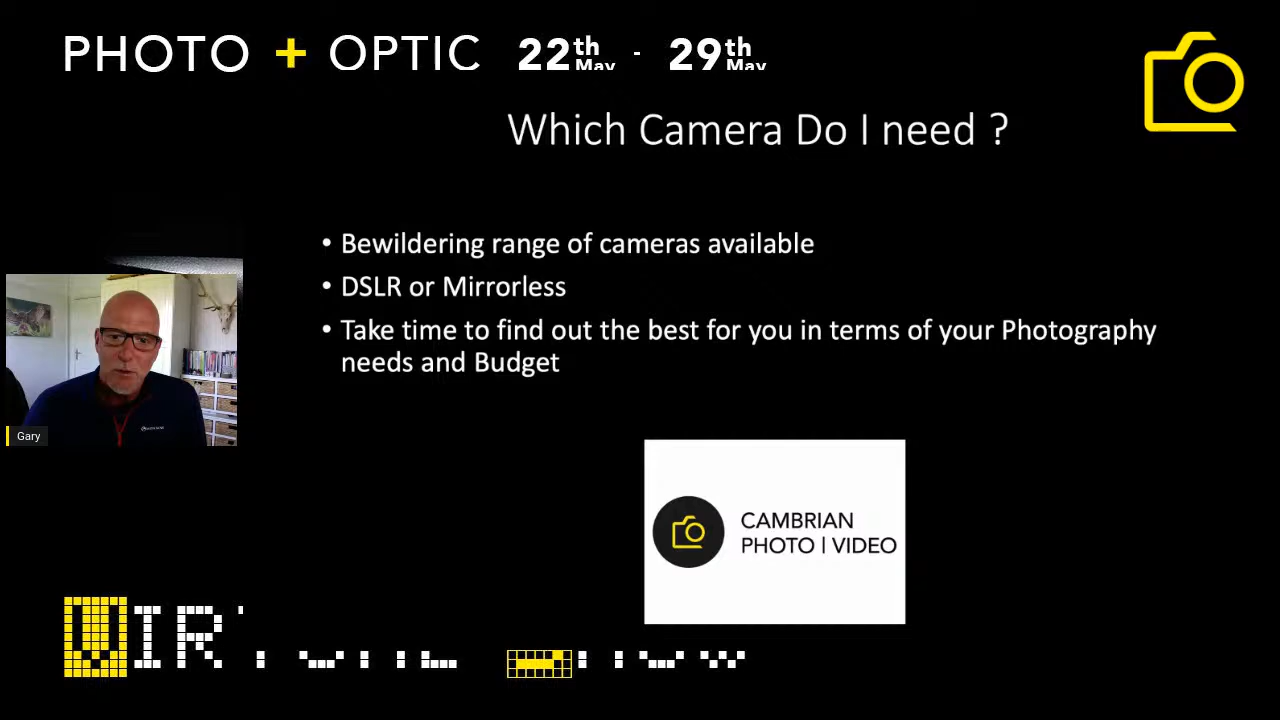 PHOTO + OPTIC 22th May - 29th May
Which Camera Do I need ?
• Bewildering range of cameras available
• DSLR or Mirrorless
• Take time to find out the best for you in terms of your Photography
needs and Budget
Gary
CAMBRIAN
PHOTO | VIDEO